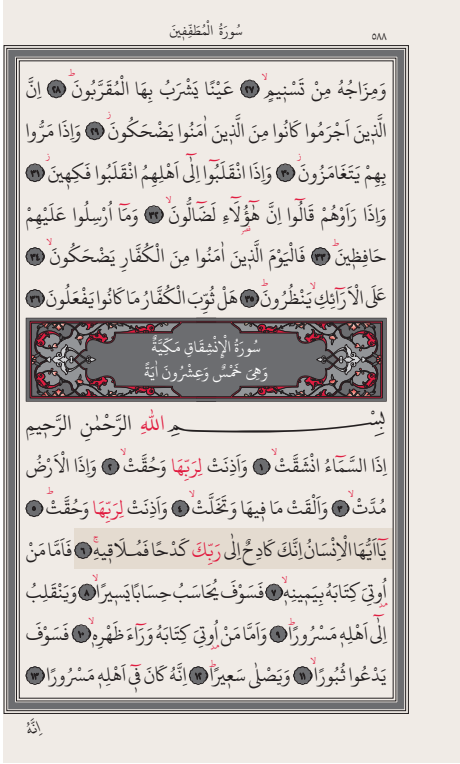 سُورَةُ الْمُطَفِّفِينَ
٥٨٨
وَمِزَاجُهُ مِنْ تَسْنِيمٍۙ ﴿٢٧﴾ عَيْنًا يَشْرَبُ بِهَا الْمُقَرَّبُونَۜ ﴿٢٨﴾ اِنَّ
الَّذِينَ اَجْرَمُوا كَانُوا مِنَ الَّذِينَ اٰمَنُوا يَضْحَكُونَۘ ﴿٢٩﴾ وَاِذَا مَرُّوا
بِهِمْ يَتَغَامَزُونَۘ ﴿٣٠﴾ وَاِذَا انْقَلَبُٓوا اِلٰٓى اَهْلِهِمُ انْقَلَبُوا فَكِهِينَۘ ﴿٣١﴾
وَاِذَا رَاَوْهُمْ قَالُٓوا اِنَّ هٰٓؤُ۬لَٓاءِ لَضَٓالُّونَۙ ﴿٣٢﴾ وَمَٓا اُرْسِلُوا عَلَيْهِمْ
حَافِظِينَۜ ﴿٣٣﴾ فَالْيَوْمَ الَّذِينَ اٰمَنُوا مِنَ الْكُفَّارِ يَضْحَكُونَۙ ﴿٣٤﴾
عَلَى الْاَرَٓائِكِۙ يَنْظُرُونَۜ ﴿٣٥﴾ هَلْ ثُوِّبَ الْكُفَّارُ مَا كَانُوا يَفْعَلُونَ ﴿٣٦﴾
سُورَةُ الْاِنْشِقَاقِ مَكِّيَّةٌ
وَهِيَ خَمْسٌ وَعِشْرُونَ اٰيَةً
بِسْمِ اللّٰهِ الرَّحْمٰنِ الرَّحِيمِ
اِذَا السَّمَٓاءُ انْشَقَّتْۙ ﴿١﴾ وَاَذِنَتْ لِرَبِّهَا وَحُقَّتْۙ ﴿٢﴾ وَاِذَا الْاَرْضُ
مُدَّتْۙ ﴿٣﴾ وَاَلْقَتْ مَا فِيهَا وَتَخَلَّتْۙ ﴿٤﴾ وَاَذِنَتْ لِرَبِّهَا وَحُقَّتْۜ ﴿٥﴾
يَٓا اَيُّهَا الْاِنْسَانُ اِنَّكَ كَادِحٌ اِلٰى رَبِّكَ كَدْحًا فَمُلَاقِيهِۚ ﴿٦﴾ فَاَمَّا مَنْ
اُو۫تِيَ كِتَابَهُ بِيَمِينِهِۙ ﴿٧﴾ فَسَوْفَ يُحَاسَبُ حِسَابًا يَسِيرًاۙ ﴿٨﴾ وَيَنْقَلِبُ
اِلٰٓى اَهْلِهِ مَسْرُورًاۜ ﴿٩﴾ وَاَمَّا مَنْ اُو۫تِيَ كِتَابَهُ وَرَٓاءَ ظَهْرِهِۙ ﴿١٠﴾ فَسَوْفَ
يَدْعُوا ثُبُورًاۙ ﴿١١﴾ وَيَصْلٰى سَعِيرًاۜ ﴿١٢﴾ اِنَّهُ كَانَ فِٓي اَهْلِهِ مَسْرُورًاۜ ﴿١٣﴾
اِنَّهُ